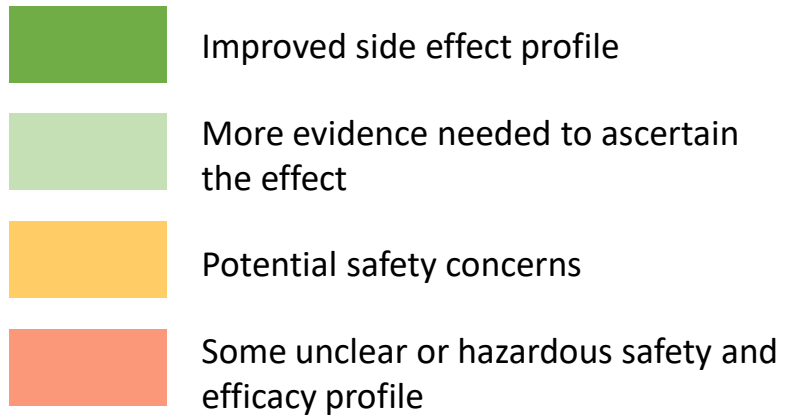 Improved side effect profile
More evidence needed to ascertain
the effect
Potential safety concerns
Some unclear or hazardous safety and
efficacy profile